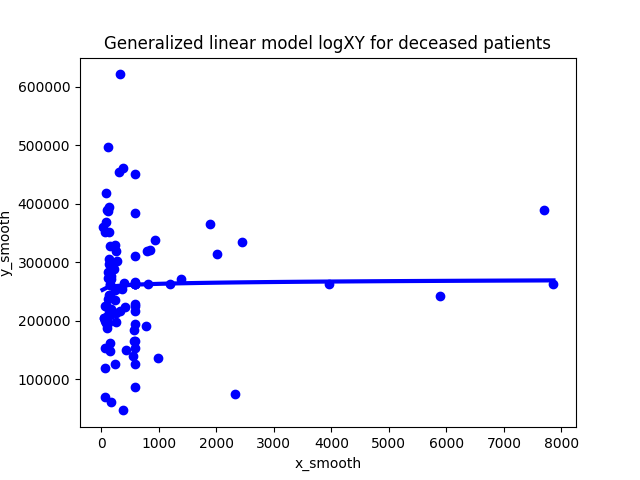 Generalized linear model logXY for deceased patients
600000
500000
400000
300000
200000
100000
y_smooth
0 1000 2000 3000 4000 5000 6000 7000 8000
x_smooth